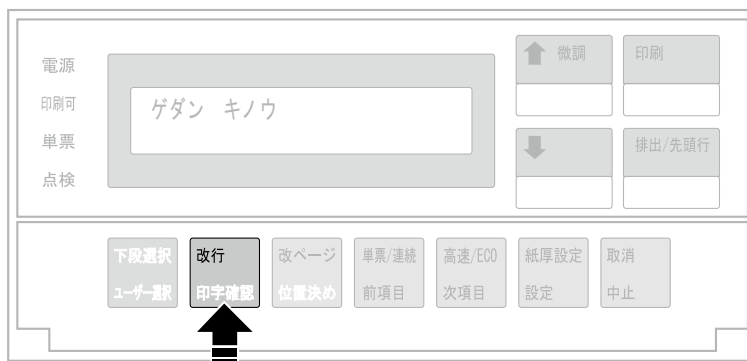 電源
印刷可
単票
点検
ゲダン キノウ
微調
印刷
排出/先頭行
下段選択
ユーザー選択
改行
印字確認
改ページ
位置決め
単票/連続
前項目
高速/ECO
次項目
紙厚設定
設定
取消
中止